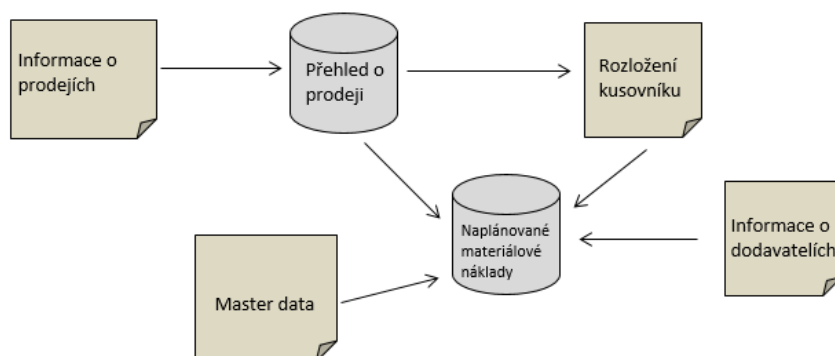 Informace o
prodejích
Přehled o
prodeji
Rozložení
kusovníku
Naplánované
materiálové
náklady
Informace o
dodavatelích
Master data